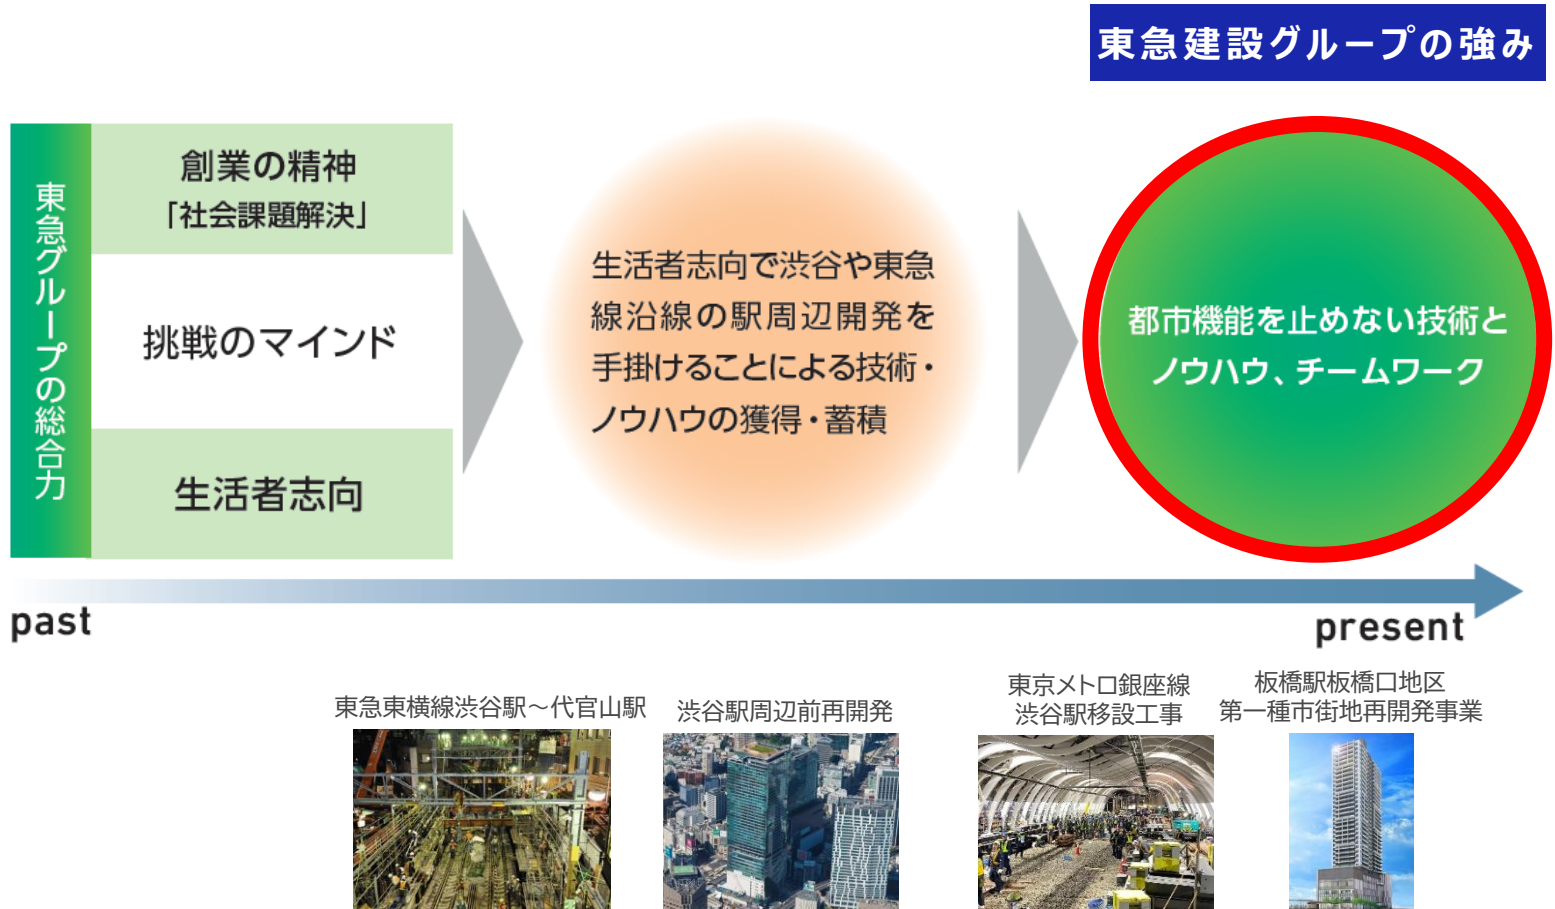 東急建設グループの強み
東急グループの総合力
創業の精神
「社会課題解決」
挑戦のマインド
生活者志向
生活者志向で渋谷や東急
線沿線の駅周辺開発を
手掛けることによる技術・
ノウハウの獲得・蓄積
都市機能を止めない技術と
ノウハウ、チームワーク
past
present
東急東横線渋谷駅～代官山駅
渋谷駅周辺前再開発
東京メトロ銀座線
渋谷駅移設工事
板橋駅板橋口地区
第一種市街地再開発事業